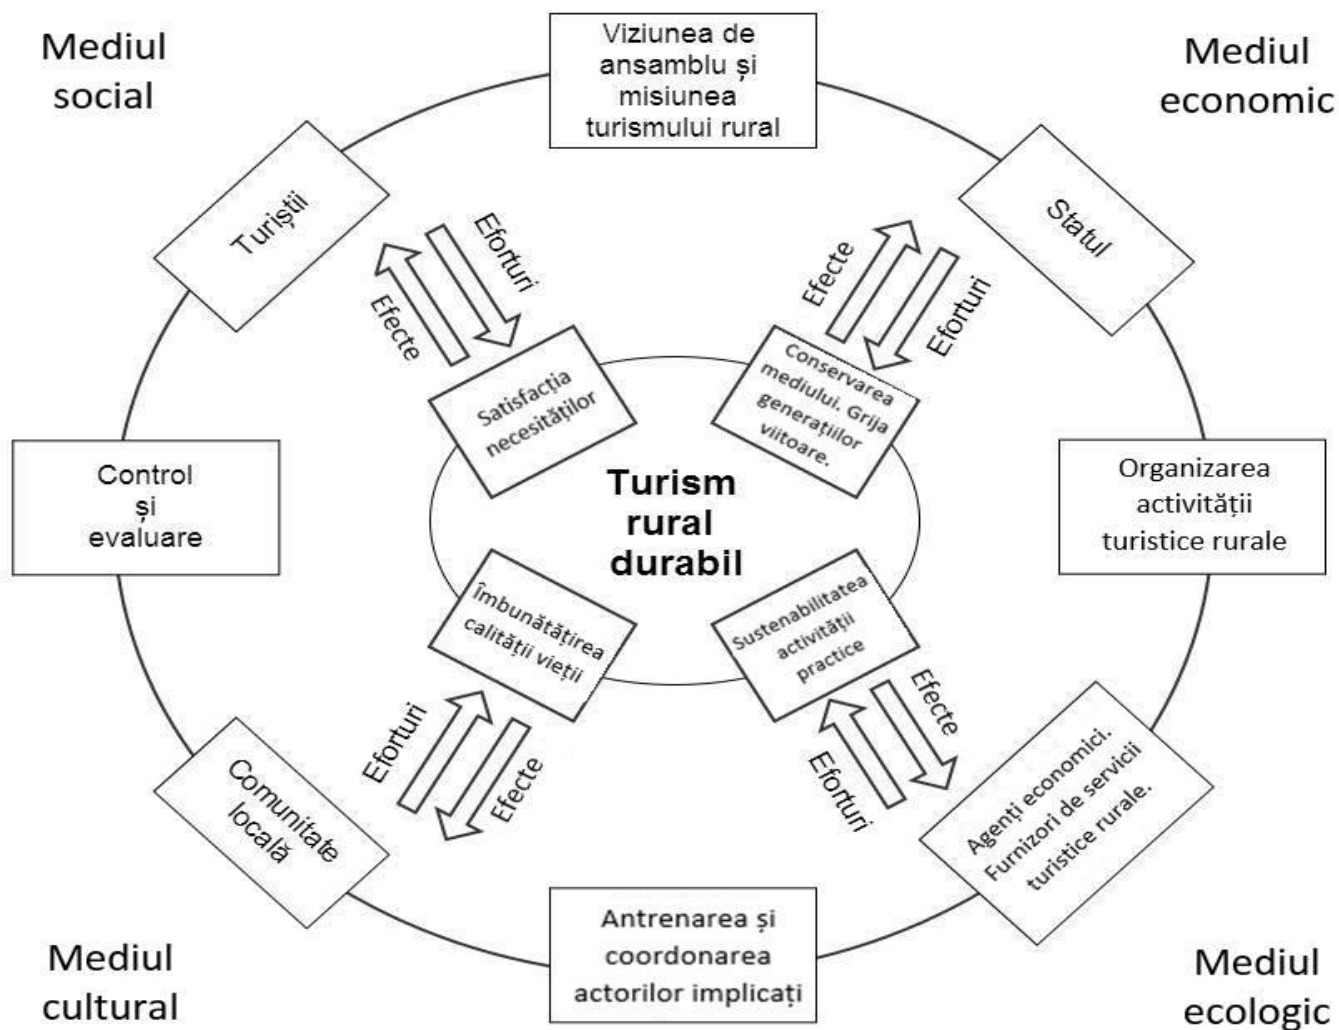 Mediul
social
Viziunea de
ansamblu și
misiunea
turismului rural
Mediul
economic
Turiștii
Eforturi
Efecte
Statul
Efecte
Eforturi
Satisfacția
necesităților
Conservarea
mediului. Grija
generațiilor
viitoare.
Control
și
evaluare
Turism
rural
durabil
Organizarea
activității
turistice rurale
Îmbunătățirea
calității vieții
Sustenabilitatea
activității
practice
Eforturi
Efecte
Efecte
Eforturi
Comunitate
locală
Agenți economici.
Furnizori de servicii
turistice rurale.
Antrenarea și
coordonarea
actorilor implicați
Mediul
cultural
Mediul
ecologic